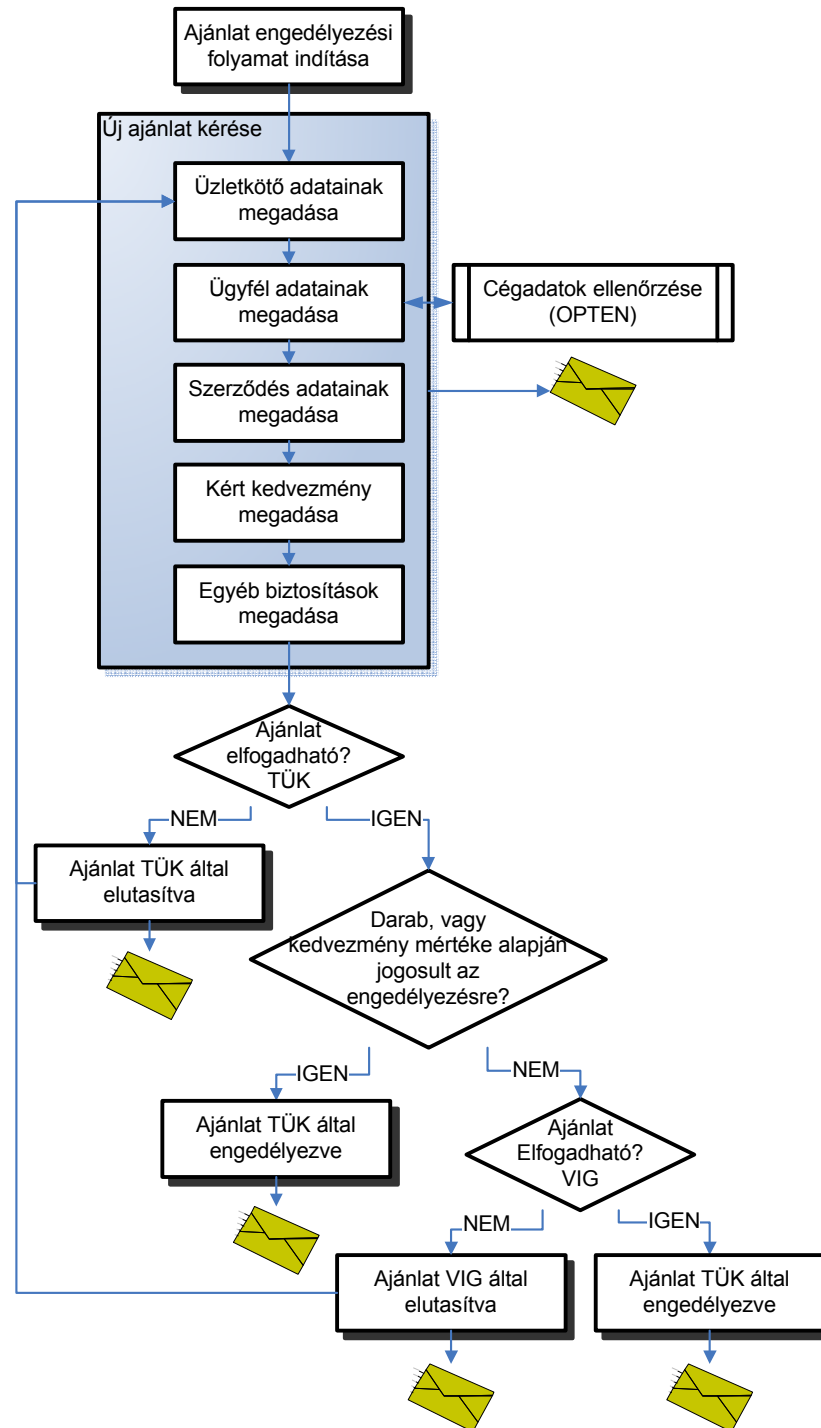 Ajánlat engedélyezési
folyamat indítása
Új ajánlat kérése
Üzletkötő adatainak
megadása
Ügyfél adatainak
megadása
Cégadatok ellenőrzése
(OPTEN)
Szerződés adatainak
megadása
Kért kedvezmény
megadása
Egyéb biztosítások
megadása
Ajánlat
elfogadható?
TÜK
NEM
IGEN
Ajánlat TÜK által
elutasítva
Darab, vagy
kedvezmény mértéke alapján
jogosult az
engedélyezésre?
IGEN
NEM
Ajánlat TÜK által
engedélyezve
Ajánlat
Elfogadható?
VIG
NEM
IGEN
Ajánlat VIG által
elutasítva
Ajánlat TÜK által
engedélyezve